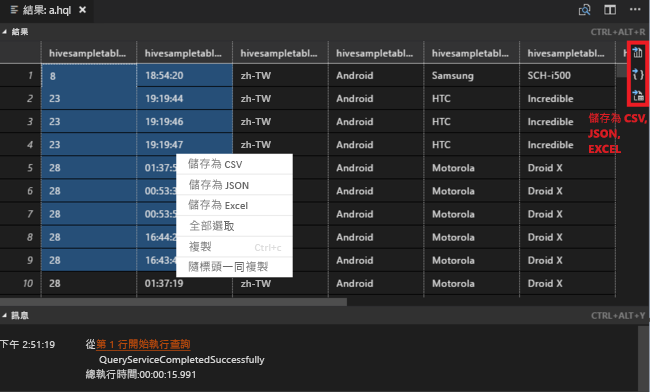 結果: a.hql
結果 CTRL+ALT+R
hivesampletabl... hivesampletabl... hivesampletabl... hivesampletabl... hivesampletabl... hivesampletabl...
1 8 18:54:20 zh-TW Android Samsung SCH-i500
2 23 19:19:44 zh-TW Android HTC Incredible
3 23 19:19:46 zh-TW Android HTC Incredible
4 23 19:19:47 zh-TW Android HTC Incredible
5 28 01:37:5 Android Motorola Droid X
6 28 00:53:3 Android Motorola Droid X
7 28 00:53:5 Android Motorola Droid X
8 28 16:44:2 Android Motorola Droid X
9 28 16:43:4 Android Motorola Droid X
10 28 01:37:19 zh-TW Android Motorola Droid X
儲存為 CSV
儲存為 JSON
儲存為 Excel
全部選取
複製 Ctrl+c
隨標頭一同複製
儲存為 CSV,
JSON,
EXCEL
訊息 CTRL+ALT+Y
下午 2:51:19 從第 1 行開始執行查詢
QueryServiceCompletedSuccessfully
總執行時間:00:00:15.991